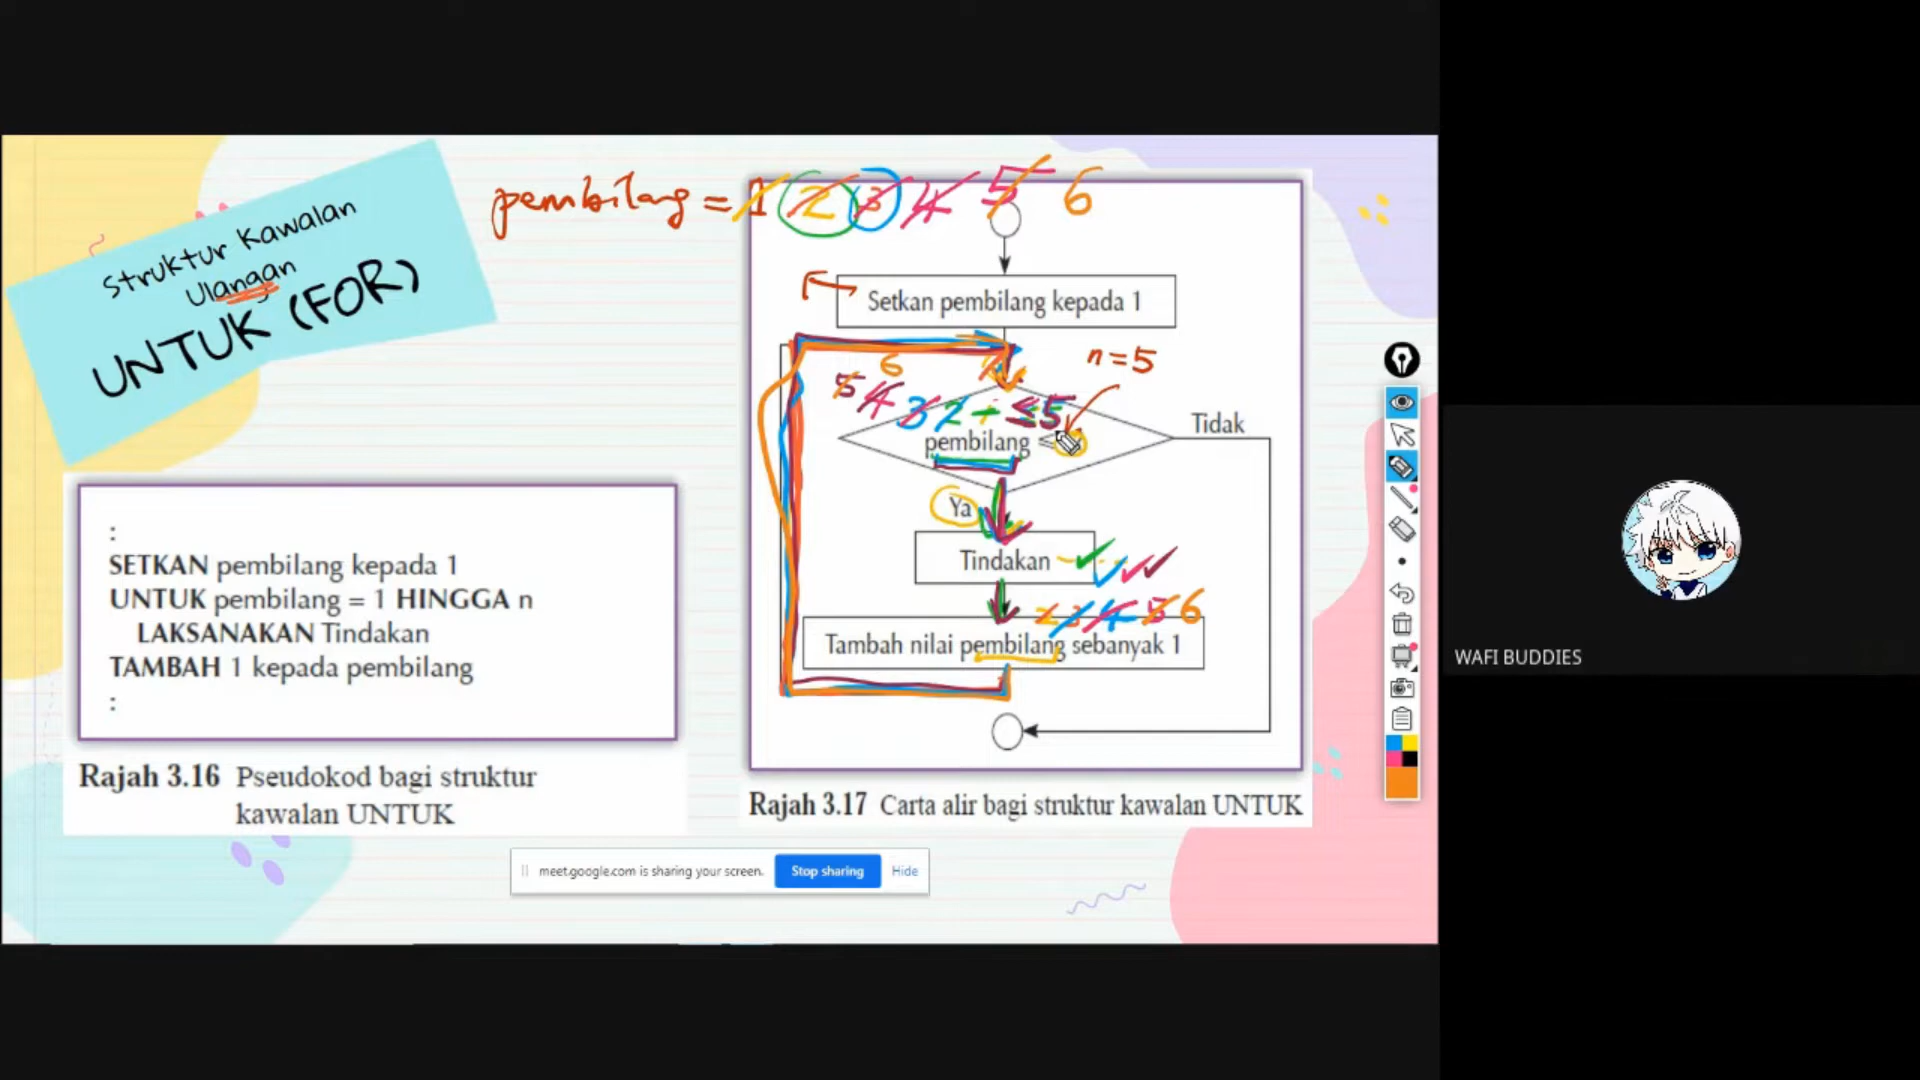 pembilang = 1 2 3 4 5 6
Struktur Kawalan
Ulangan
UNTUK (FOR)
:
SETKAN pembilang kepada 1
UNTUK pembilang = 1 HINGGA n
LAKSANAKAN Tindakan
TAMBAH 1 kepada pembilang
:
Rajah 3.16 Pseudokod bagi struktur
kawalan UNTUK
Setkan pembilang kepada 1
n = 5
6
5 4 3 2 ≤ 5
pembilang
Tidak
Ya
Tindakan
2 3 4 5 6
Tambah nilai pembilang sebanyak 1
Rajah 3.17 Carta alir bagi struktur kawalan UNTUK
meet.google.com is sharing your screen.
Stop sharing
Hide
WAFI BUDDIES